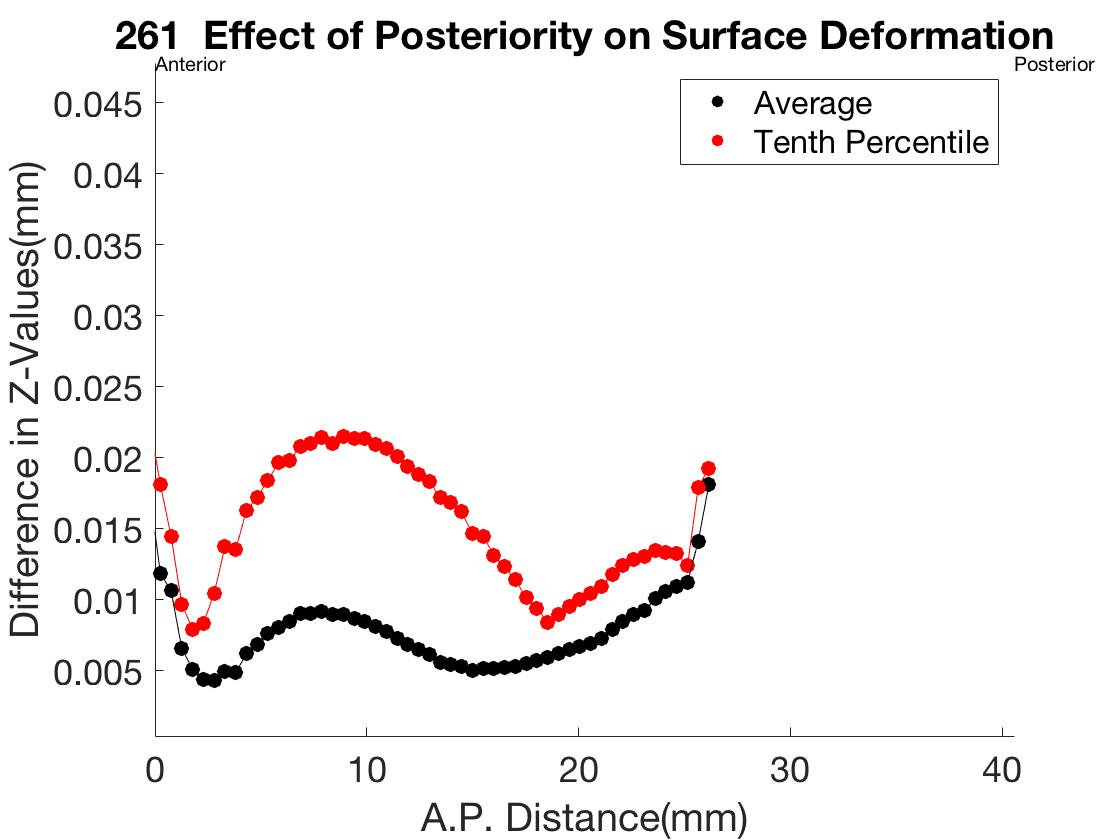 261  Effect of Posteriority on Surface Deformation
Anterior
Posterior
Average
Tenth Percentile
0.045
0.04
0.035
0.03
0.025
0.02
0.015
0.01
0.005
Difference in Z-Values(mm)
0 10 20 30 40
A.P. Distance(mm)